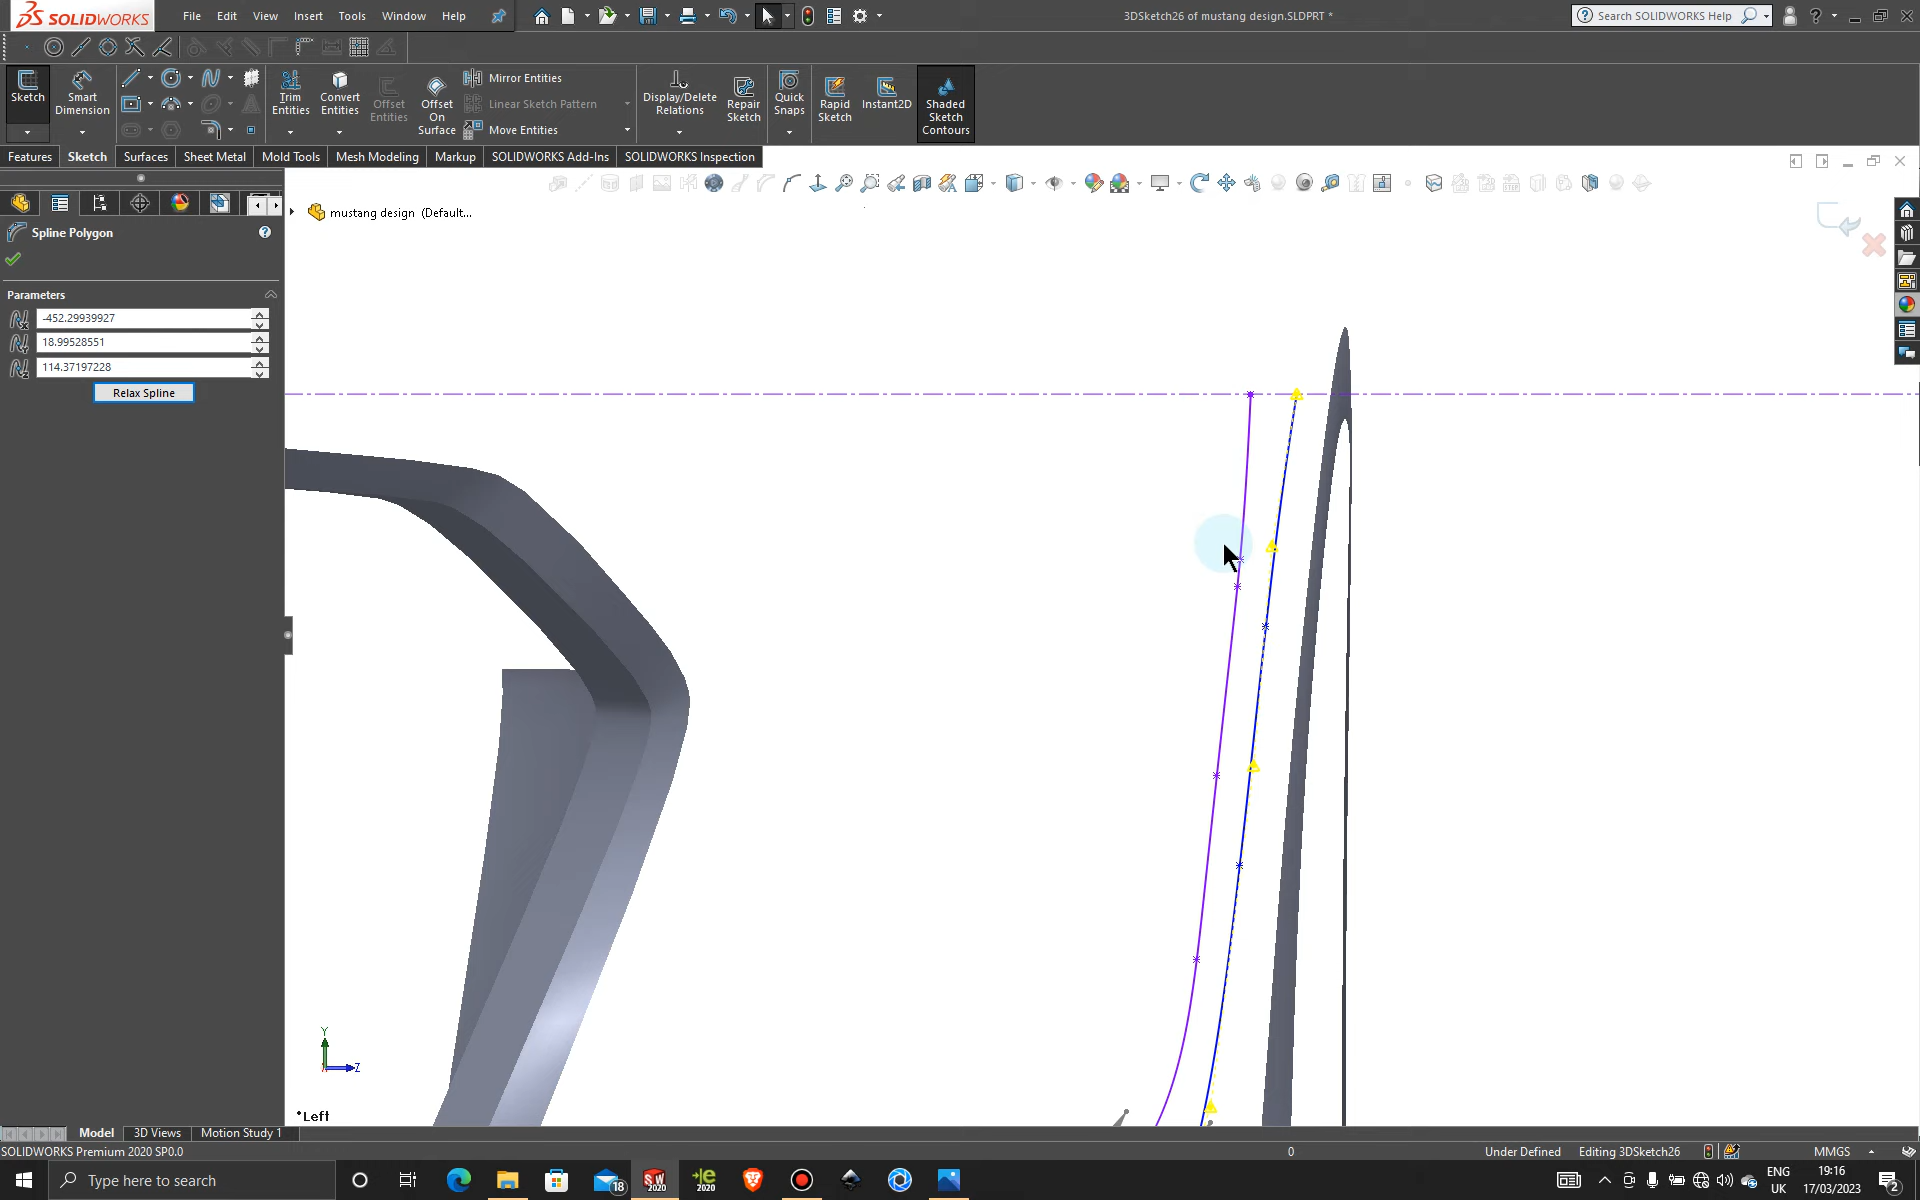 SOLIDWORKS
File Edit View Insert Tools Window Help
3DSketch26 of mustang design.SLDPRT *
Search SOLIDWORKS Help
Sketch
Smart Dimension
Trim Entities
Convert Entities
Offset Entities
Offset On Surface
Mirror Entities
Linear Sketch Pattern
Move Entities
Display/Delete Relations
Repair Sketch
Quick Snaps
Rapid Sketch
Instant2D
Shaded Sketch Contours
Features Sketch Surfaces Sheet Metal Mold Tools Mesh Modeling Markup SOLIDWORKS Add-Ins SOLIDWORKS Inspection
mustang design (Default...
Spline Polygon
Parameters
-452.29939927
18.99528551
114.37197228
Relax Spline
Y
Z
*Left
Model 3D Views Motion Study 1
SOLIDWORKS Premium 2020 SP0.0
0
Under Defined Editing 3DSketch26 MMGS
Type here to search
18
SW 2020
2020
ENG
UK
19:16
17/03/2023
2